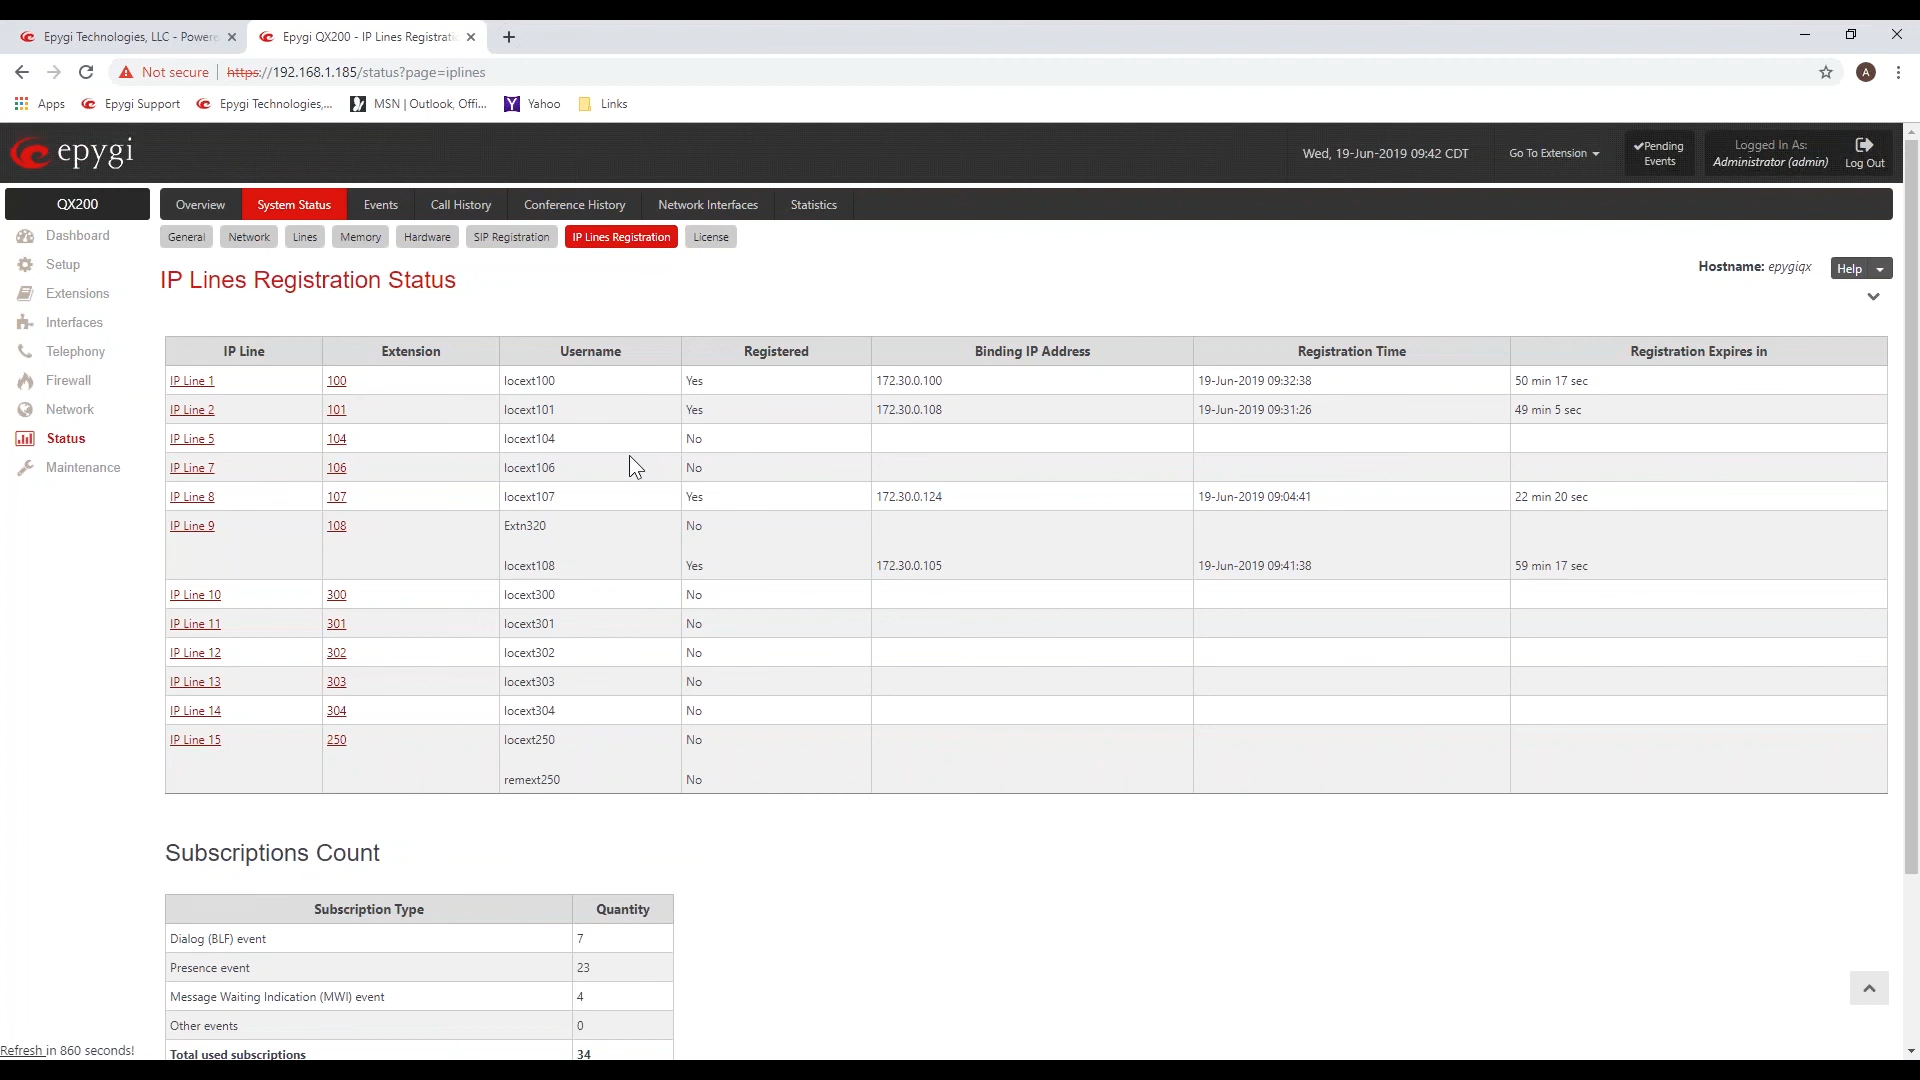 Epygi Technologies, LLC - Powere
Epygi QX200 - IP Lines Registratio
Not secure | https://192.168.1.185/status?page=iplines
A
Apps
Epygi Support
Epygi Technologies,...
MSN | Outlook, Offi...
Yahoo
Links
epygi
Wed, 19-Jun-2019 09:42 CDT
Go To Extension
Pending Events
Logged In As:
Administrator (admin)
Log Out
QX200
Overview System Status Events Call History Conference History Network Interfaces Statistics
Dashboard
Setup
Extensions
Interfaces
Telephony
Firewall
Network
Status
Maintenance
General Network Lines Memory Hardware SIP Registration IP Lines Registration License
IP Lines Registration Status
Hostname: epygiqx
Help
IP Line Extension Username Registered Binding IP Address Registration Time Registration Expires in
IP Line 1 100 locext100 Yes 172.30.0.100 19-Jun-2019 09:32:38 50 min 17 sec
IP Line 2 101 locext101 Yes 172.30.0.108 19-Jun-2019 09:31:26 49 min 5 sec
IP Line 5 104 locext104 No
IP Line 7 106 locext106 No
IP Line 8 107 locext107 Yes 172.30.0.124 19-Jun-2019 09:04:41 22 min 20 sec
IP Line 9 108 Extn320 No
locext108 Yes 172.30.0.105 19-Jun-2019 09:41:38 59 min 17 sec
IP Line 10 300 locext300 No
IP Line 11 301 locext301 No
IP Line 12 302 locext302 No
IP Line 13 303 locext303 No
IP Line 14 304 locext304 No
IP Line 15 250 locext250 No
remext250 No
Subscriptions Count
Subscription Type Quantity
Dialog (BLF) event 7
Presence event 23
Message Waiting Indication (MWI) event 4
Other events 0
Total used subscriptions 34
Refresh in 860 seconds!